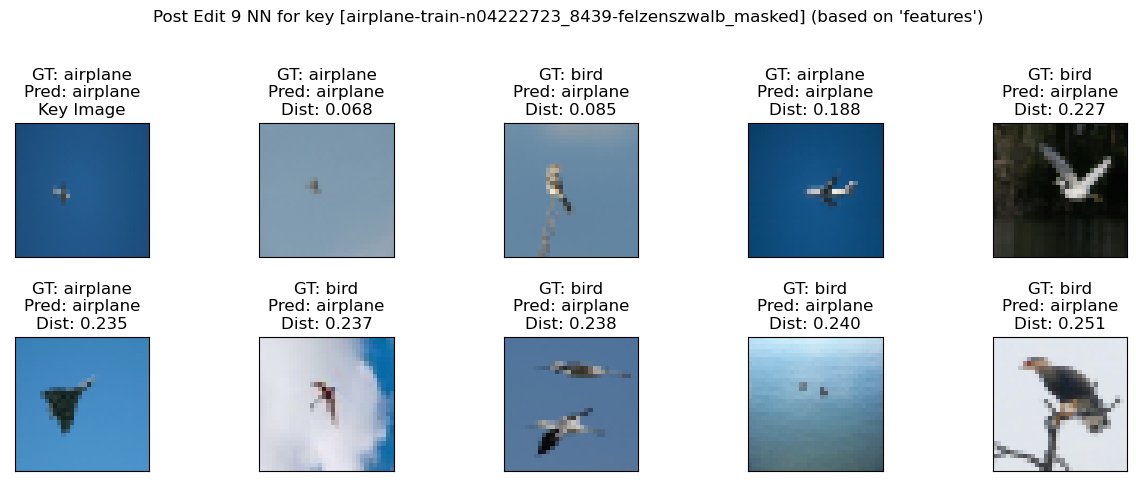 Post Edit 9 NN for key [airplane-train-n04222723_8439-felzenszwalb_masked] (based on 'features')
GT: airplane
Pred: airplane
Key Image
GT: airplane
Pred: airplane
Dist: 0.068
GT: bird
Pred: airplane
Dist: 0.085
GT: airplane
Pred: airplane
Dist: 0.188
GT: bird
Pred: airplane
Dist: 0.227
GT: airplane
Pred: airplane
Dist: 0.235
GT: bird
Pred: airplane
Dist: 0.237
GT: bird
Pred: airplane
Dist: 0.238
GT: bird
Pred: airplane
Dist: 0.240
GT: bird
Pred: airplane
Dist: 0.251